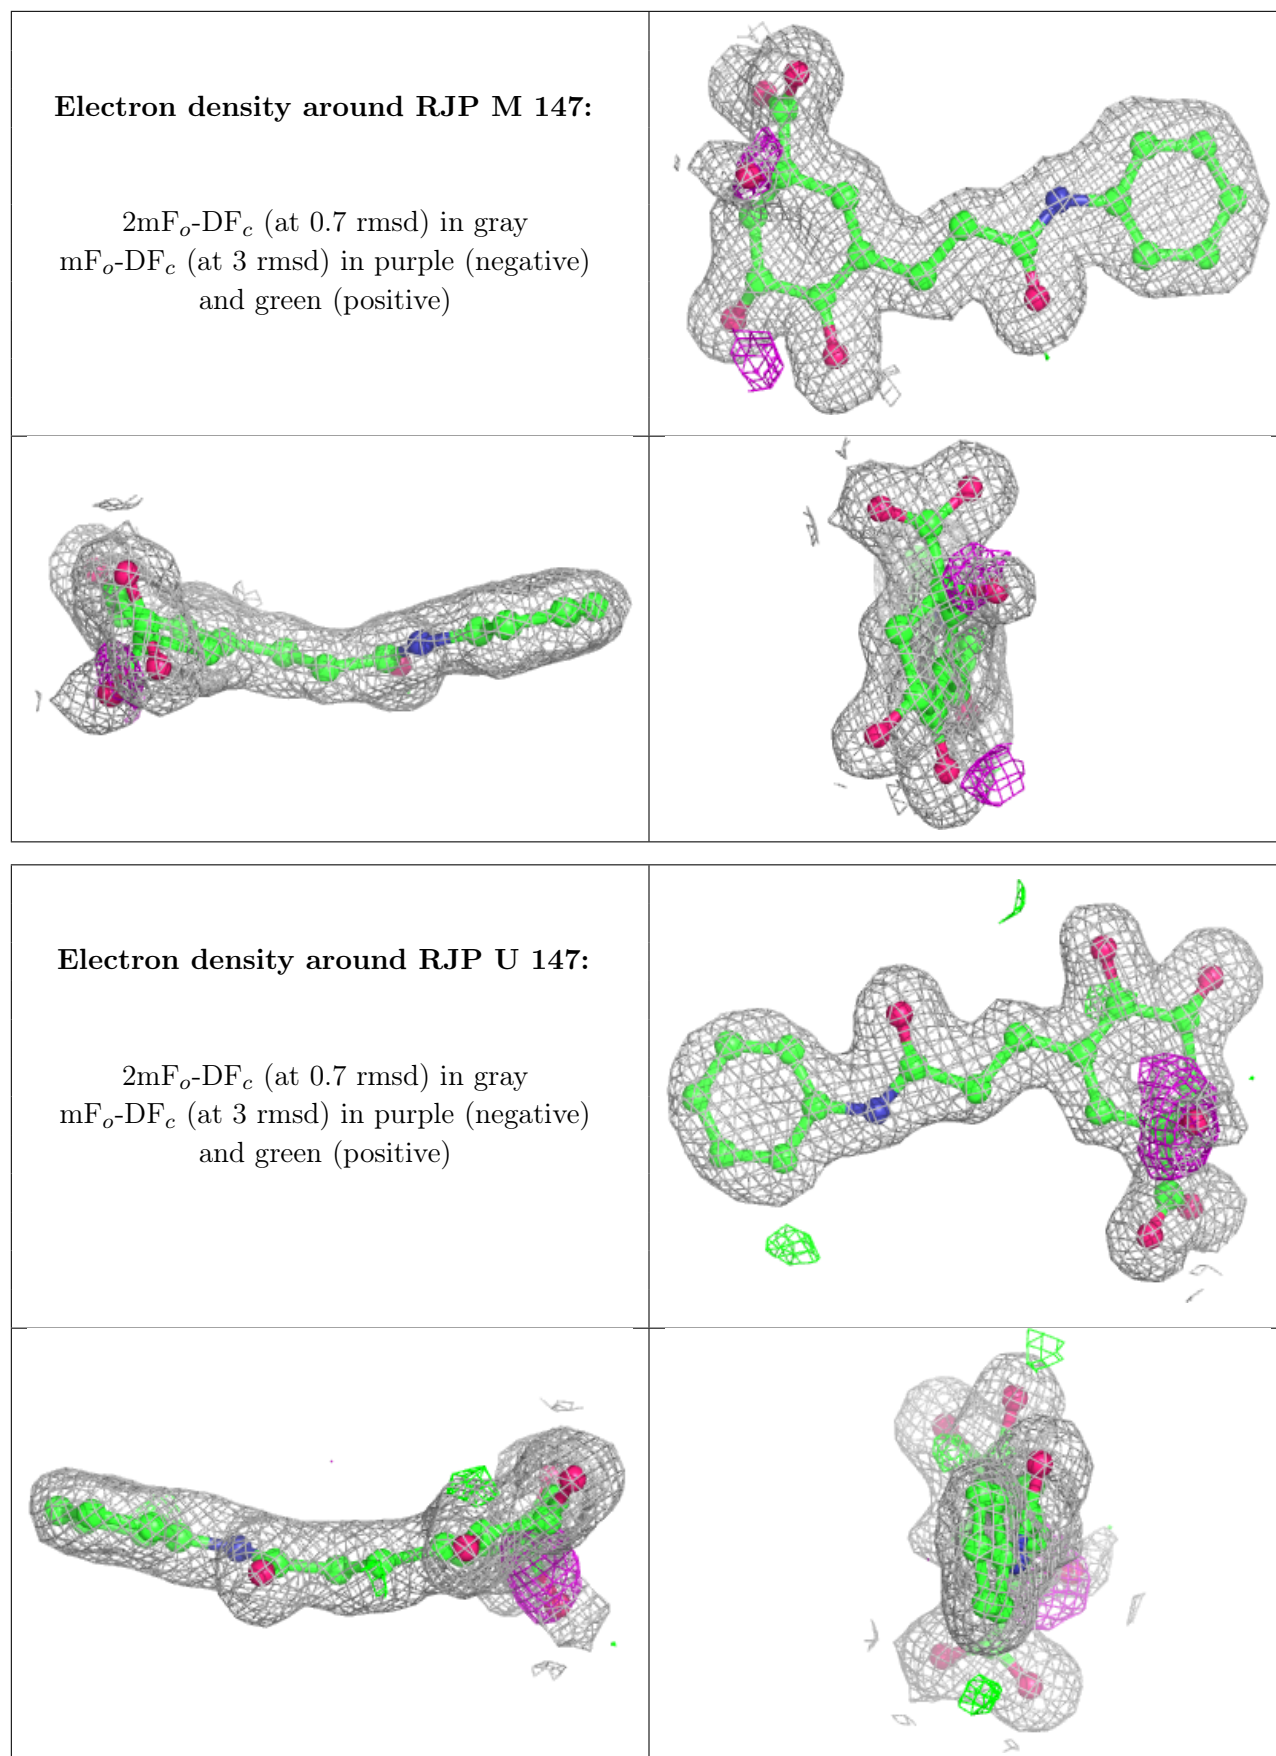 Electron density around RJP M 147:
2mFo-DFc (at 0.7 rmsd) in gray
mFo-DFc (at 3 rmsd) in purple (negative)
and green (positive)
Electron density around RJP U 147:
2mFo-DFc (at 0.7 rmsd) in gray
mFo-DFc (at 3 rmsd) in purple (negative)
and green (positive)